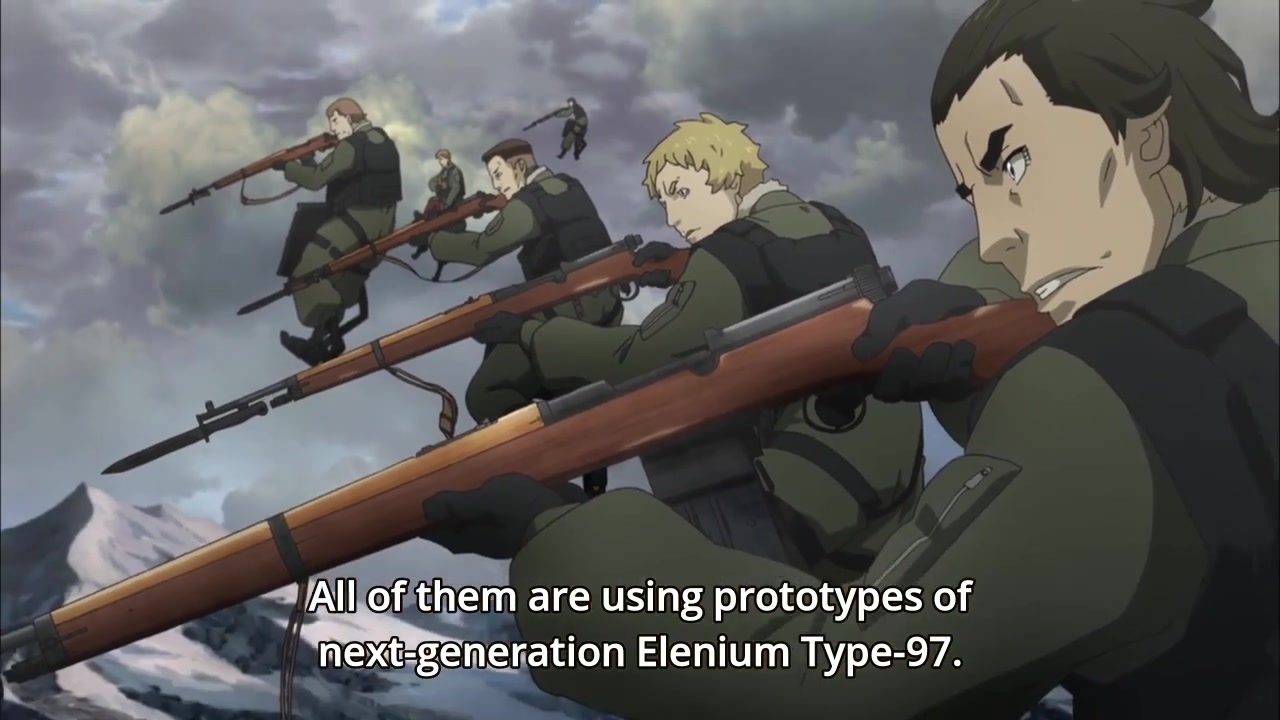 All of them are using prototypes of
next-generation Elenium Type-97.